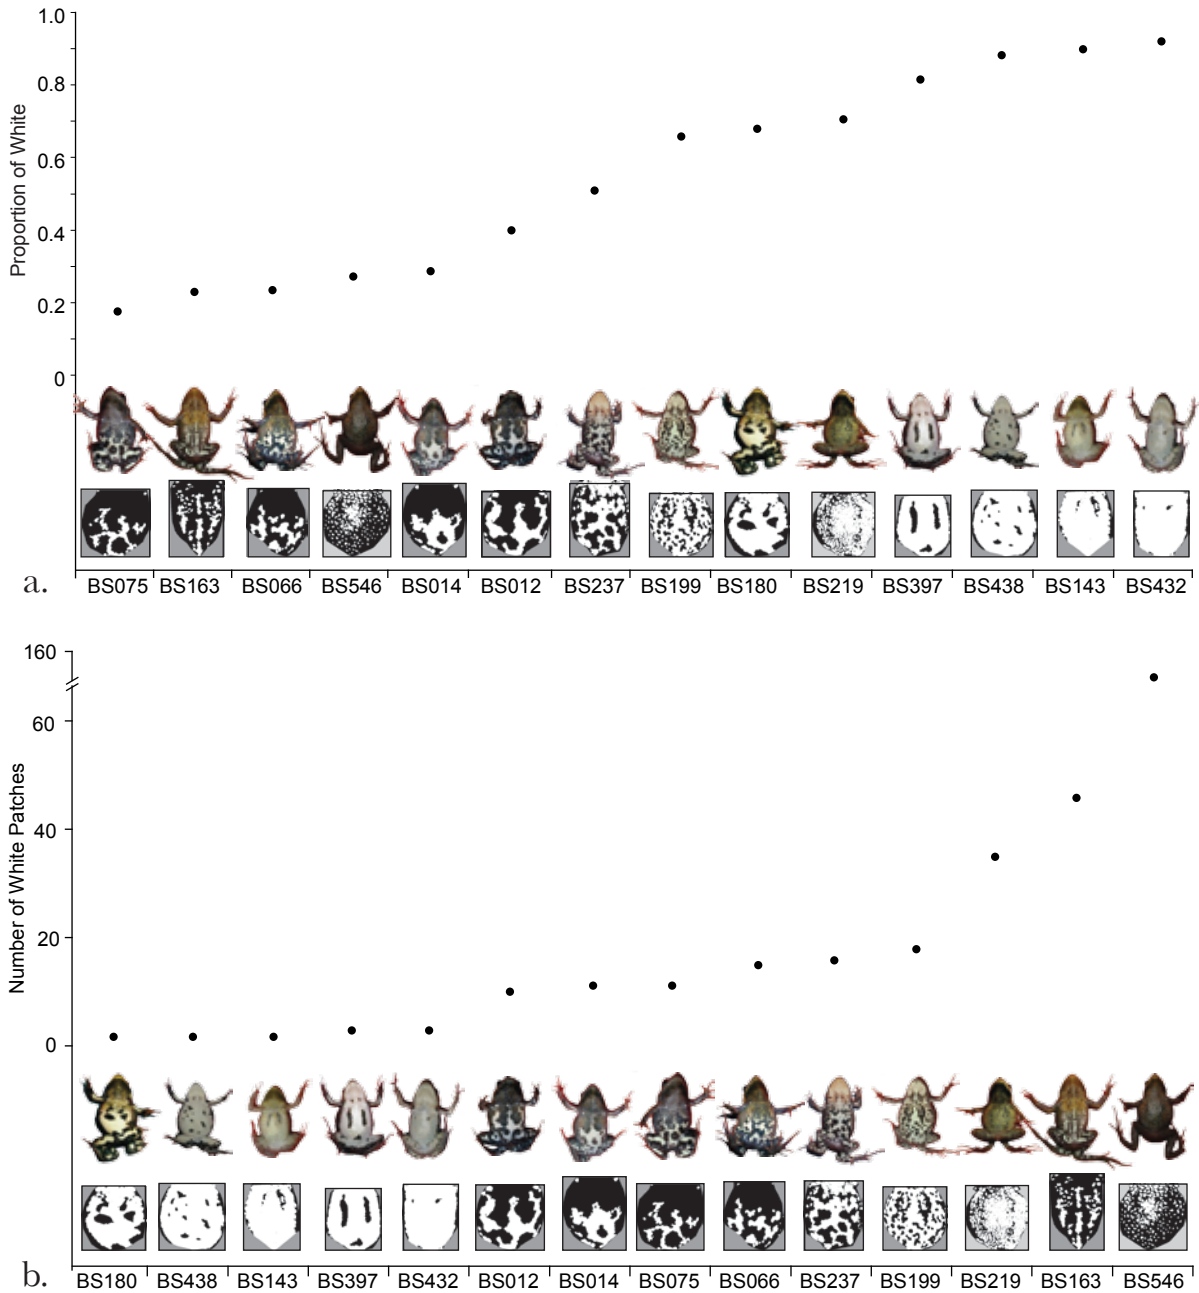 1.0
0.8
0.6
0.4
0.2
0
Proportion of White
a.
BS075 BS163 BS066 BS546 BS014 BS012 BS237 BS199 BS180 BS219 BS397 BS438 BS143 BS432
160
60
40
20
0
Number of White Patches
b.
BS180 BS438 BS143 BS397 BS432 BS012 BS014 BS075 BS066 BS237 BS199 BS219 BS163 BS546